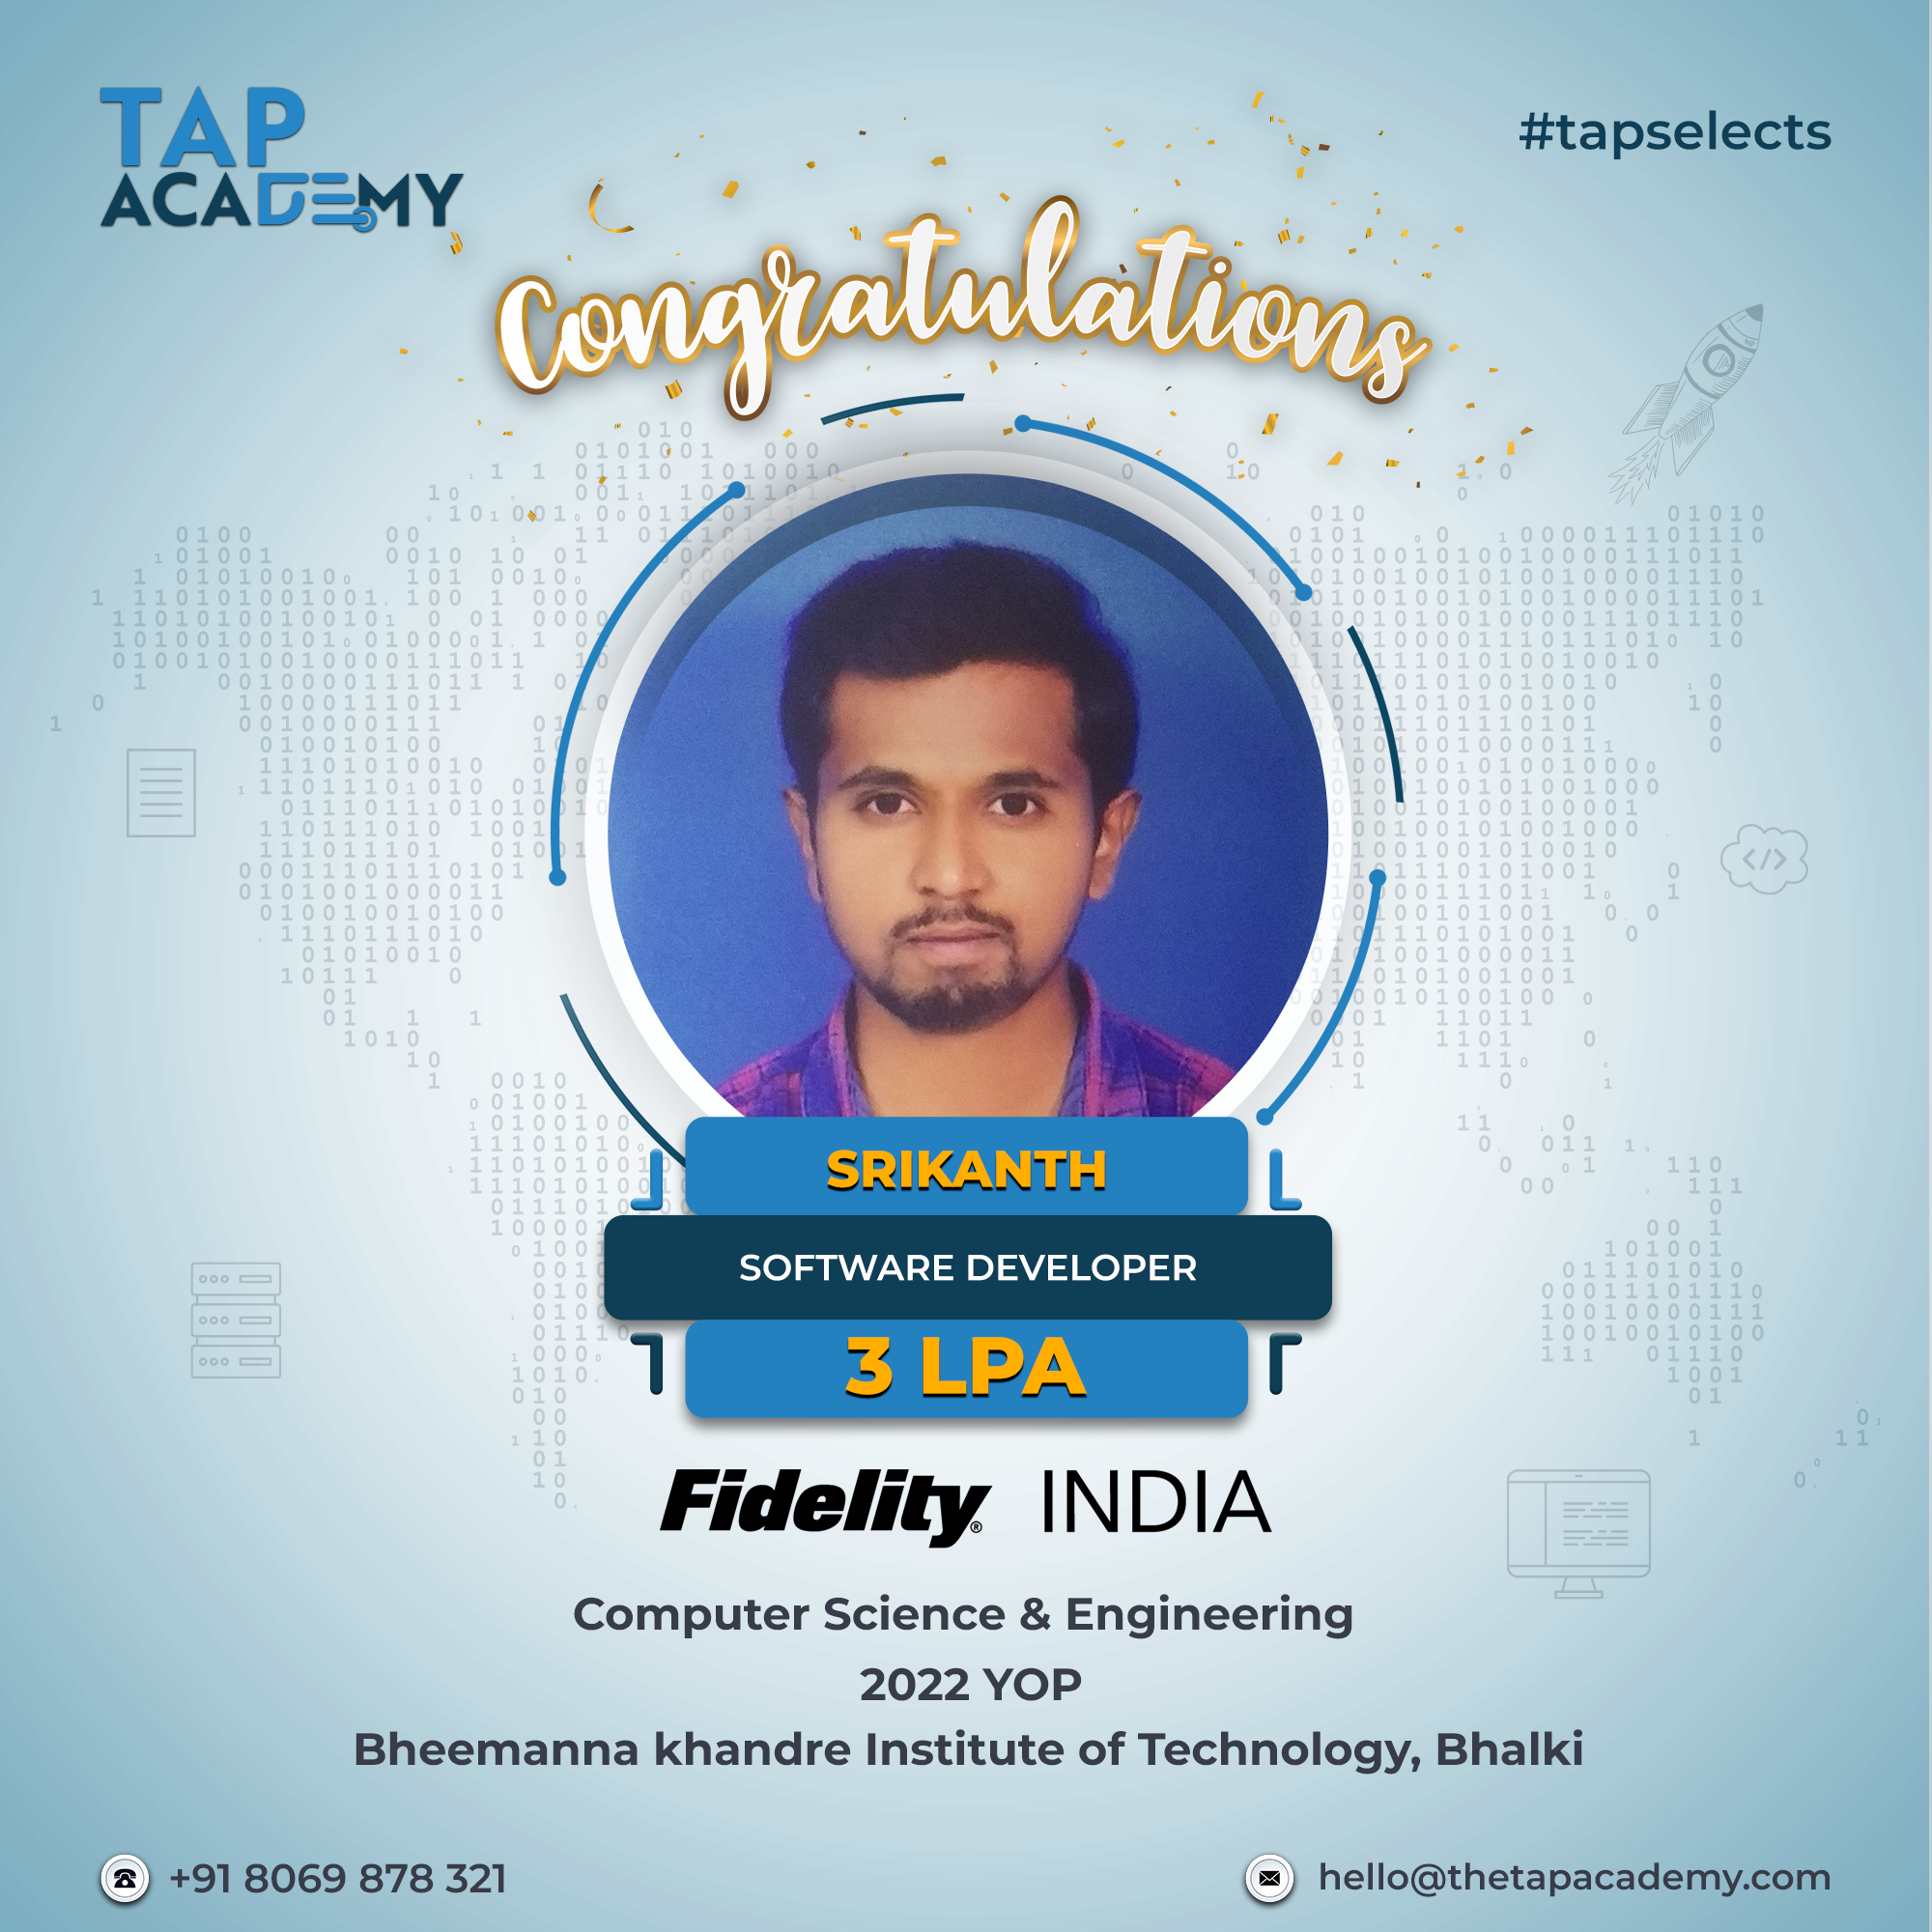 TAP
ACADEMY
#tapselects
Congratulations
SRIKANTH
SOFTWARE DEVELOPER
3 LPA
Fidelity® INDIA
Computer Science & Engineering
2022 YOP
Bheemanna khandre Institute of Technology, Bhalki
+91 8069 878 321
hello@thetapacademy.com